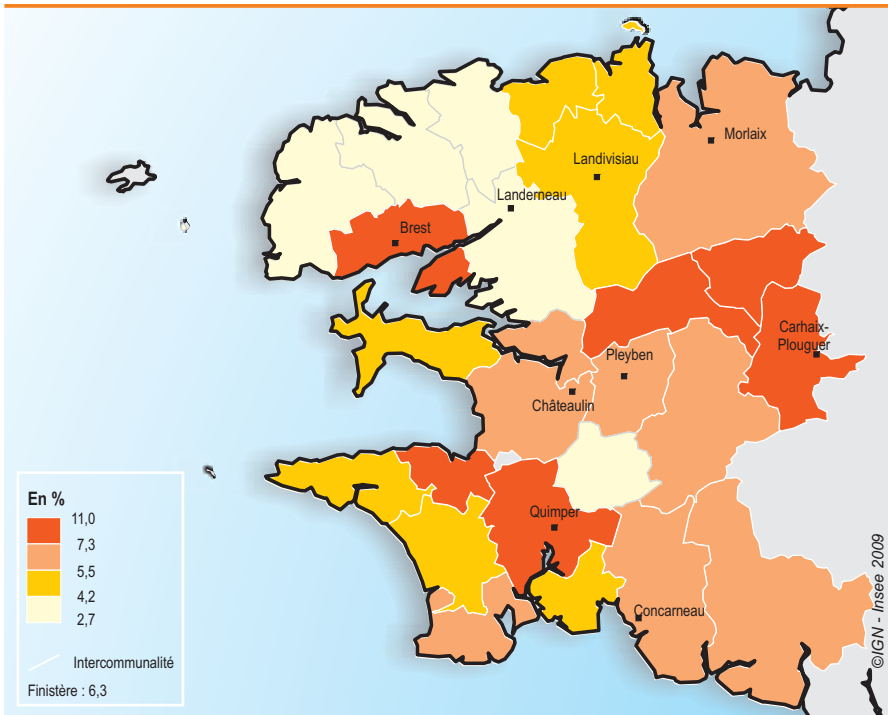 Morlaix
Landivisiau
Landerneau
Brest
Carhaix-
Plouguer
Pleyben
Châteaulin
Quimper
Concarneau
En %
11,0
7,3
5,5
4,2
2,7
Intercommunalité
Finistère : 6,3
©IGN - Insee 2009